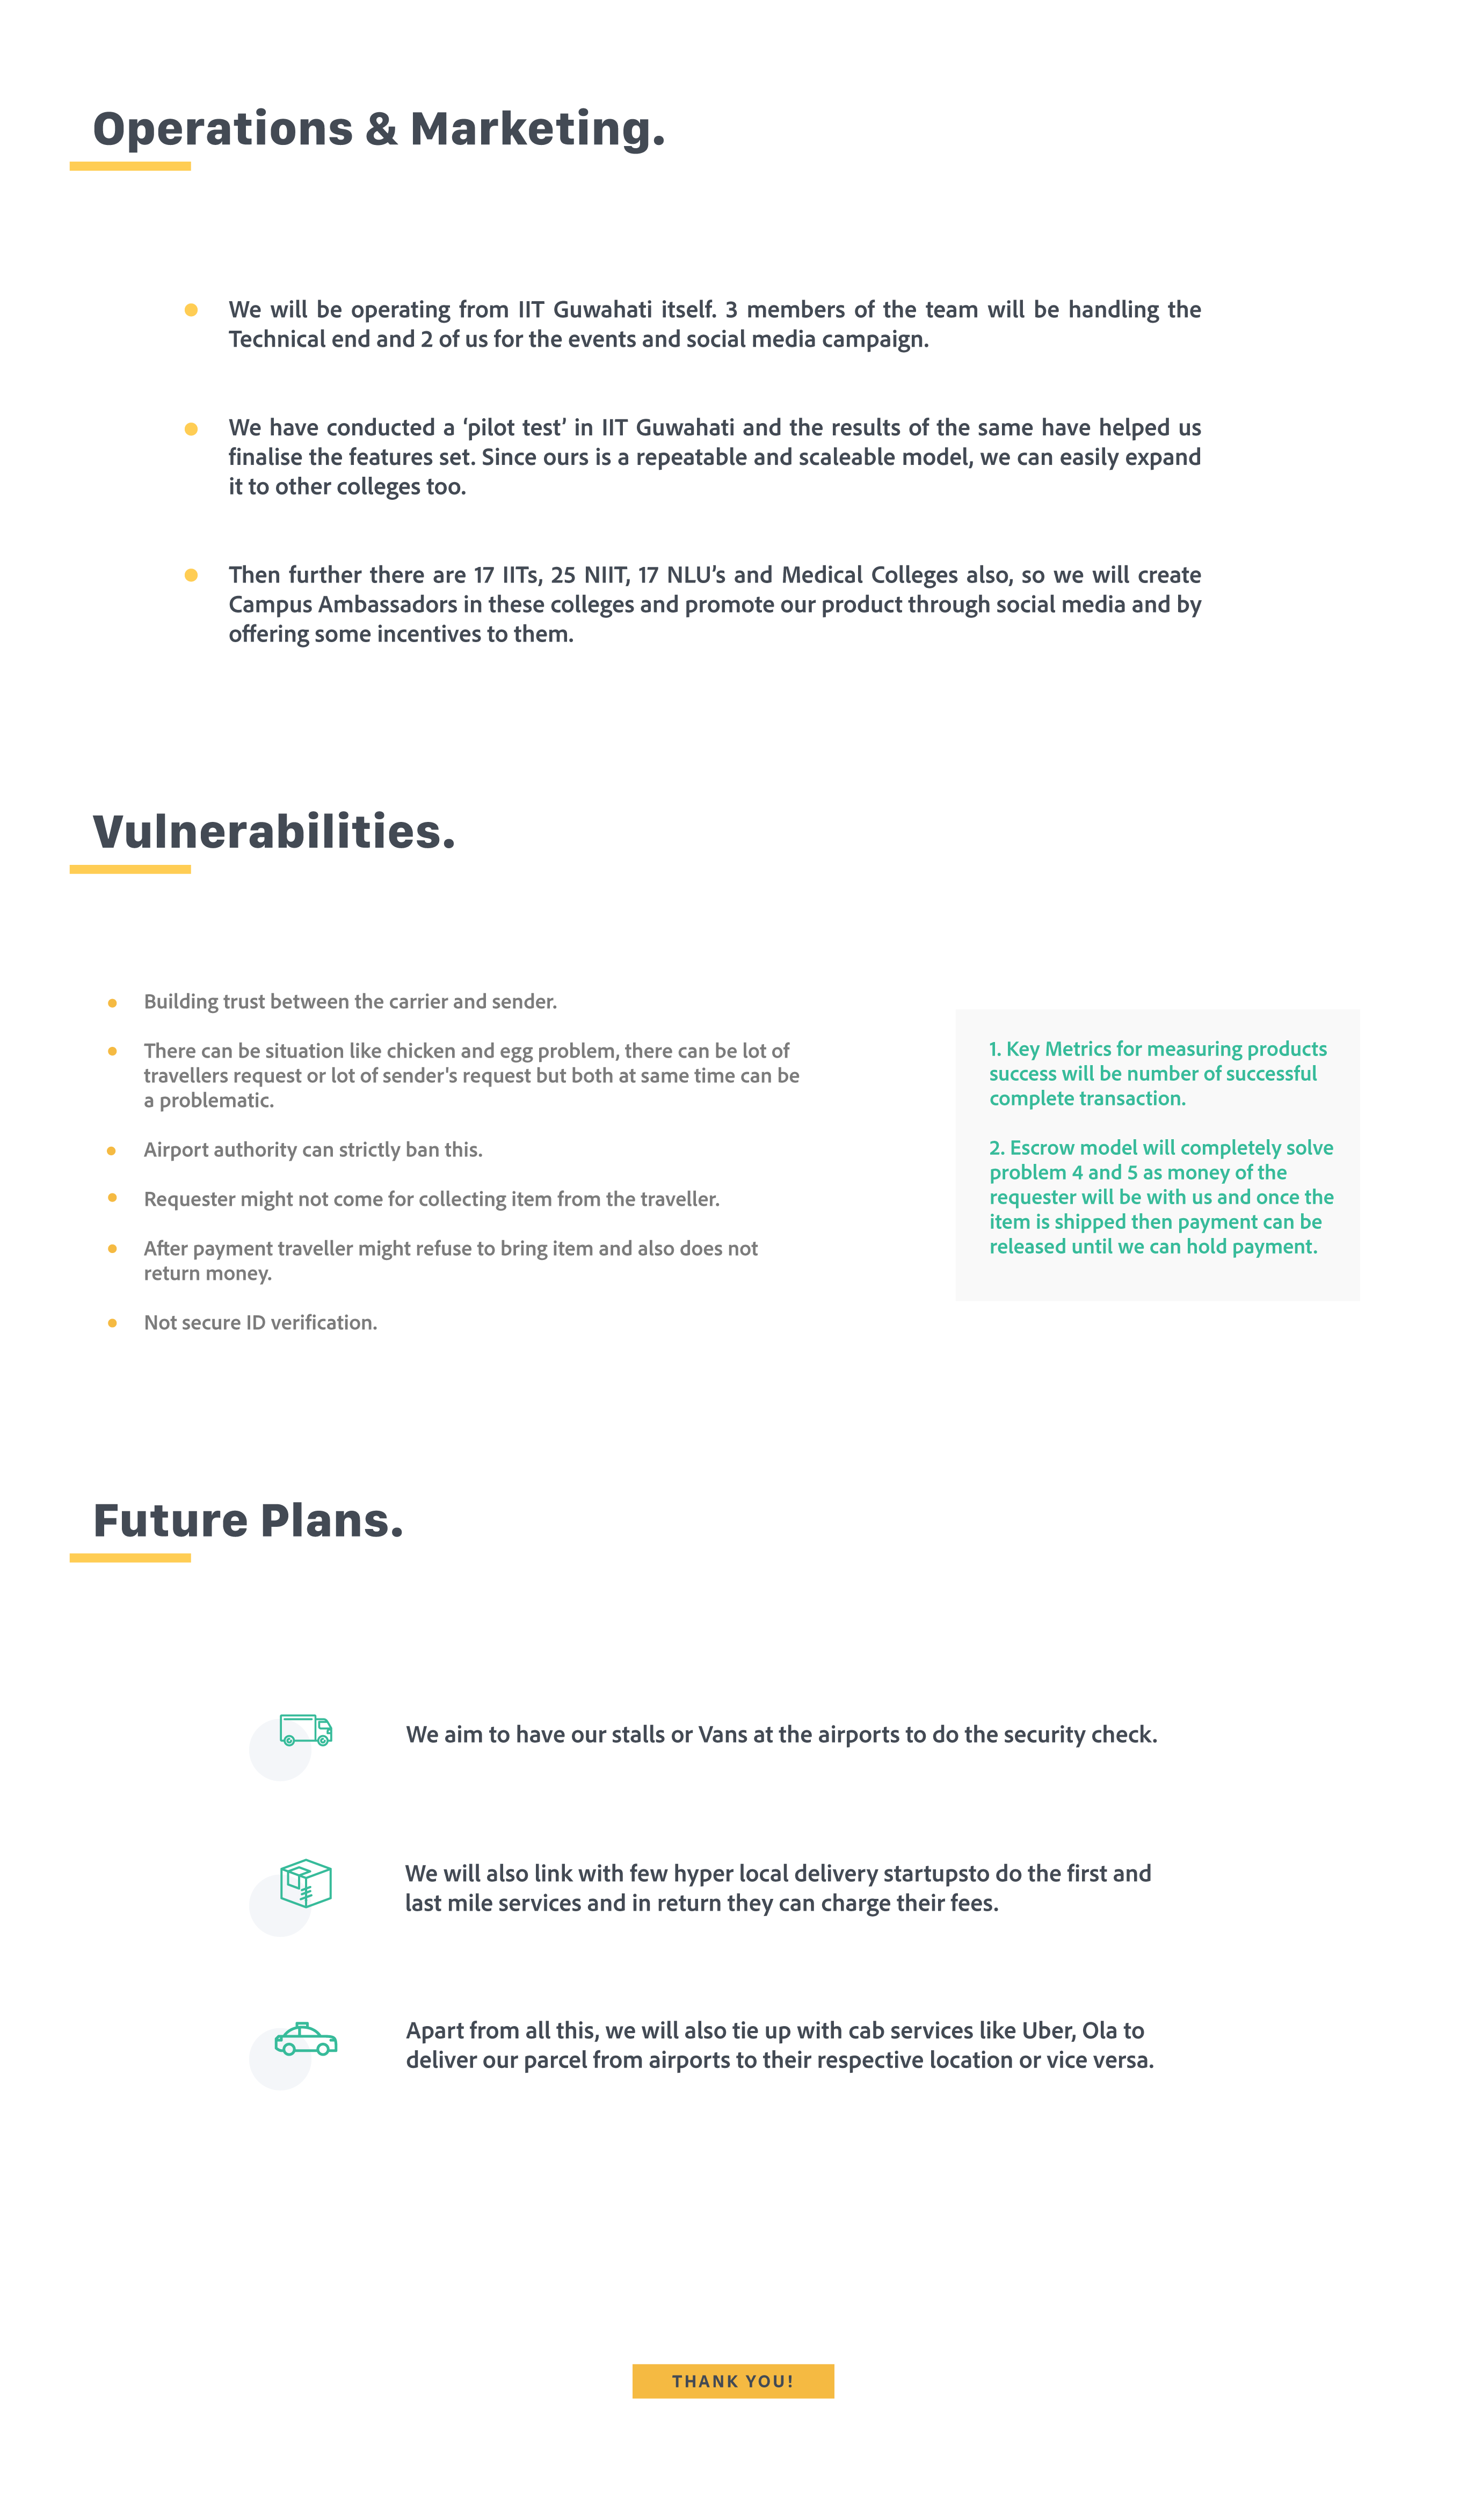 Operations & Marketing.
We will be operating from IIT Guwahati itself. 3 members of the team will be handling the
Technical end and 2 of us for the events and social media campaign.
We have conducted a ‘pilot test’ in IIT Guwahati and the results of the same have helped us
finalise the features set. Since ours is a repeatable and scaleable model, we can easily expand
it to other colleges too.
Then further there are 17 IITs, 25 NIIT, 17 NLU’s and Medical Colleges also, so we will create
Campus Ambassadors in these colleges and promote our product through social media and by
offering some incentives to them.
Vulnerabilities.
Building trust between the carrier and sender.
There can be situation like chicken and egg problem, there can be lot of
travellers request or lot of sender's request but both at same time can be
a problematic.
Airport authority can strictly ban this.
Requester might not come for collecting item from the traveller.
After payment traveller might refuse to bring item and also does not
return money.
Not secure ID verification.
1. Key Metrics for measuring products
success will be number of successful
complete transaction.
2. Escrow model will completely solve
problem 4 and 5 as money of the
requester will be with us and once the
item is shipped then payment can be
released until we can hold payment.
Future Plans.
We aim to have our stalls or Vans at the airports to do the security check.
We will also link with few hyper local delivery startupsto do the first and
last mile services and in return they can charge their fees.
Apart from all this, we will also tie up with cab services like Uber, Ola to
deliver our parcel from airports to their respective location or vice versa.
THANK YOU!